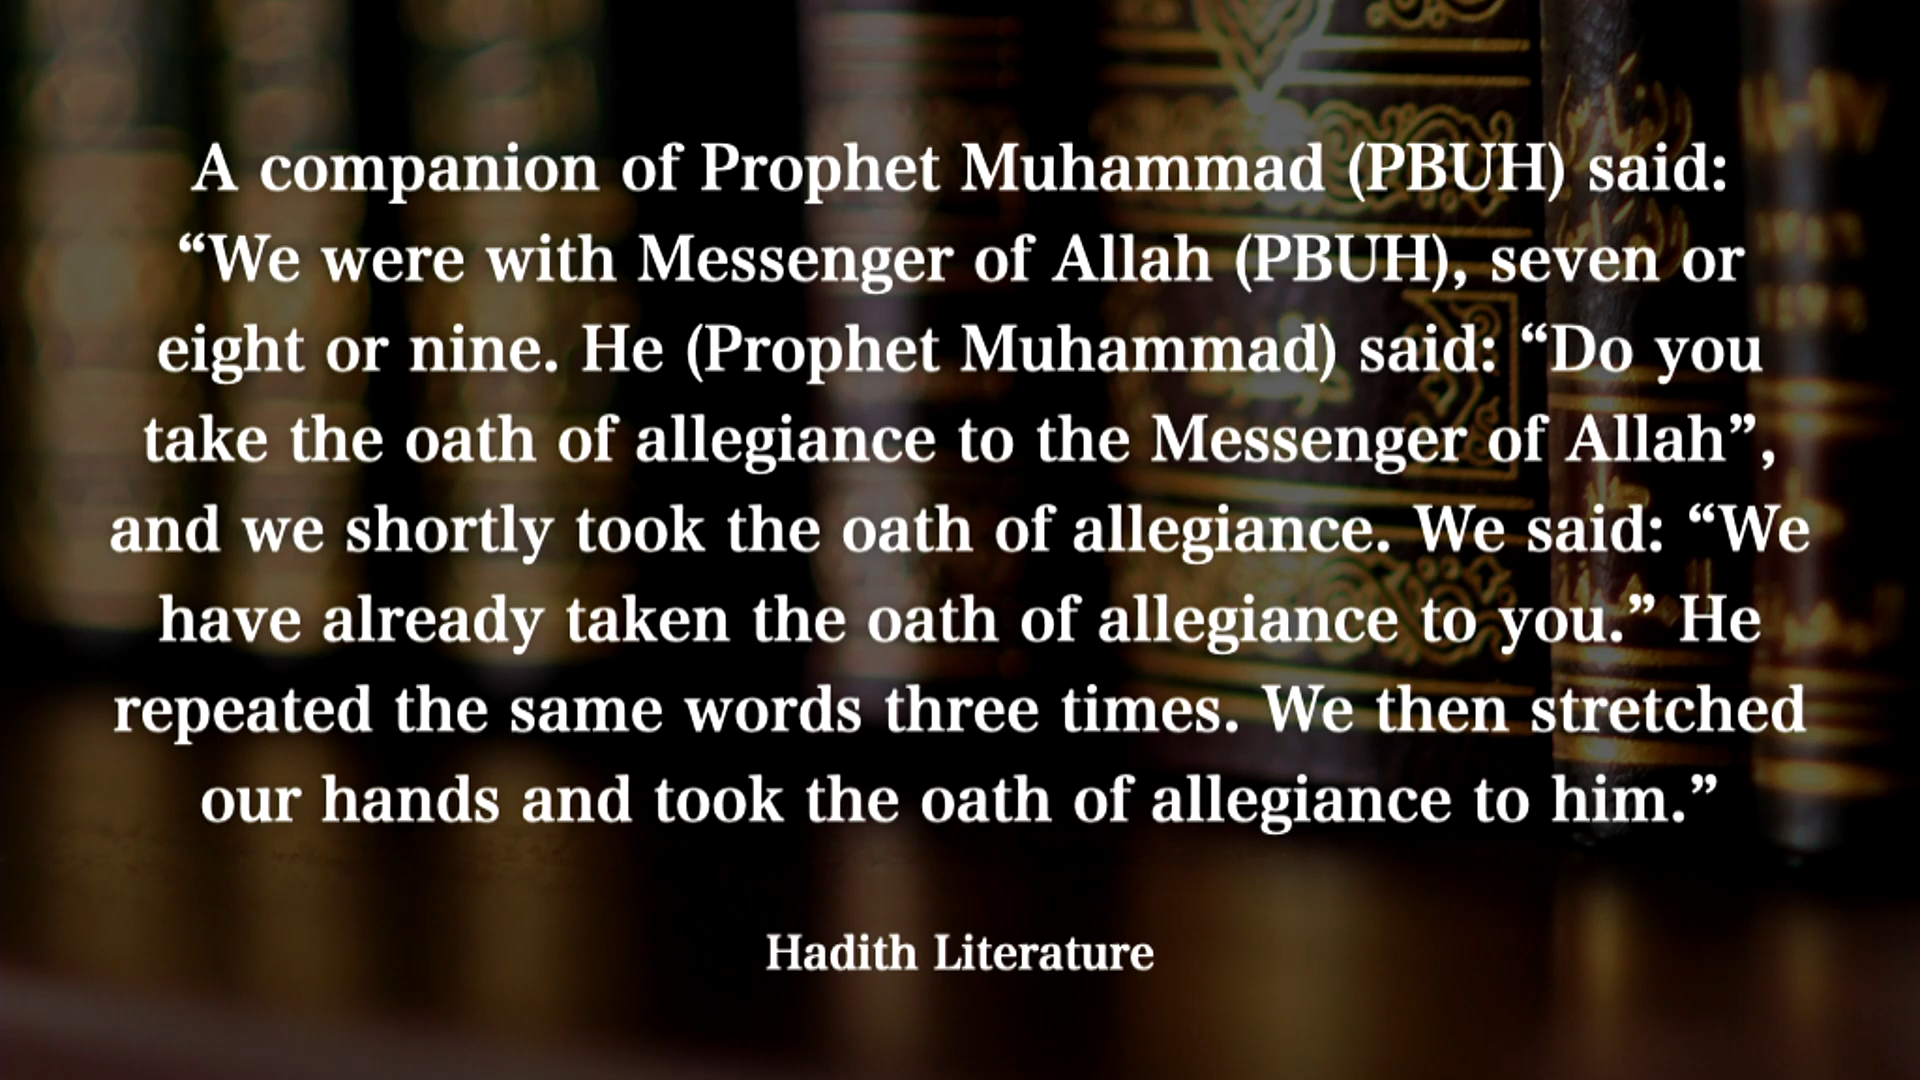 A companion of Prophet Muhammad (PBUH) said:
“We were with Messenger of Allah (PBUH), seven or
eight or nine. He (Prophet Muhammad) said: “Do you
take the oath of allegiance to the Messenger of Allah”,
and we shortly took the oath of allegiance. We said: “We
have already taken the oath of allegiance to you.” He
repeated the same words three times. We then stretched
our hands and took the oath of allegiance to him.”
Hadith Literature